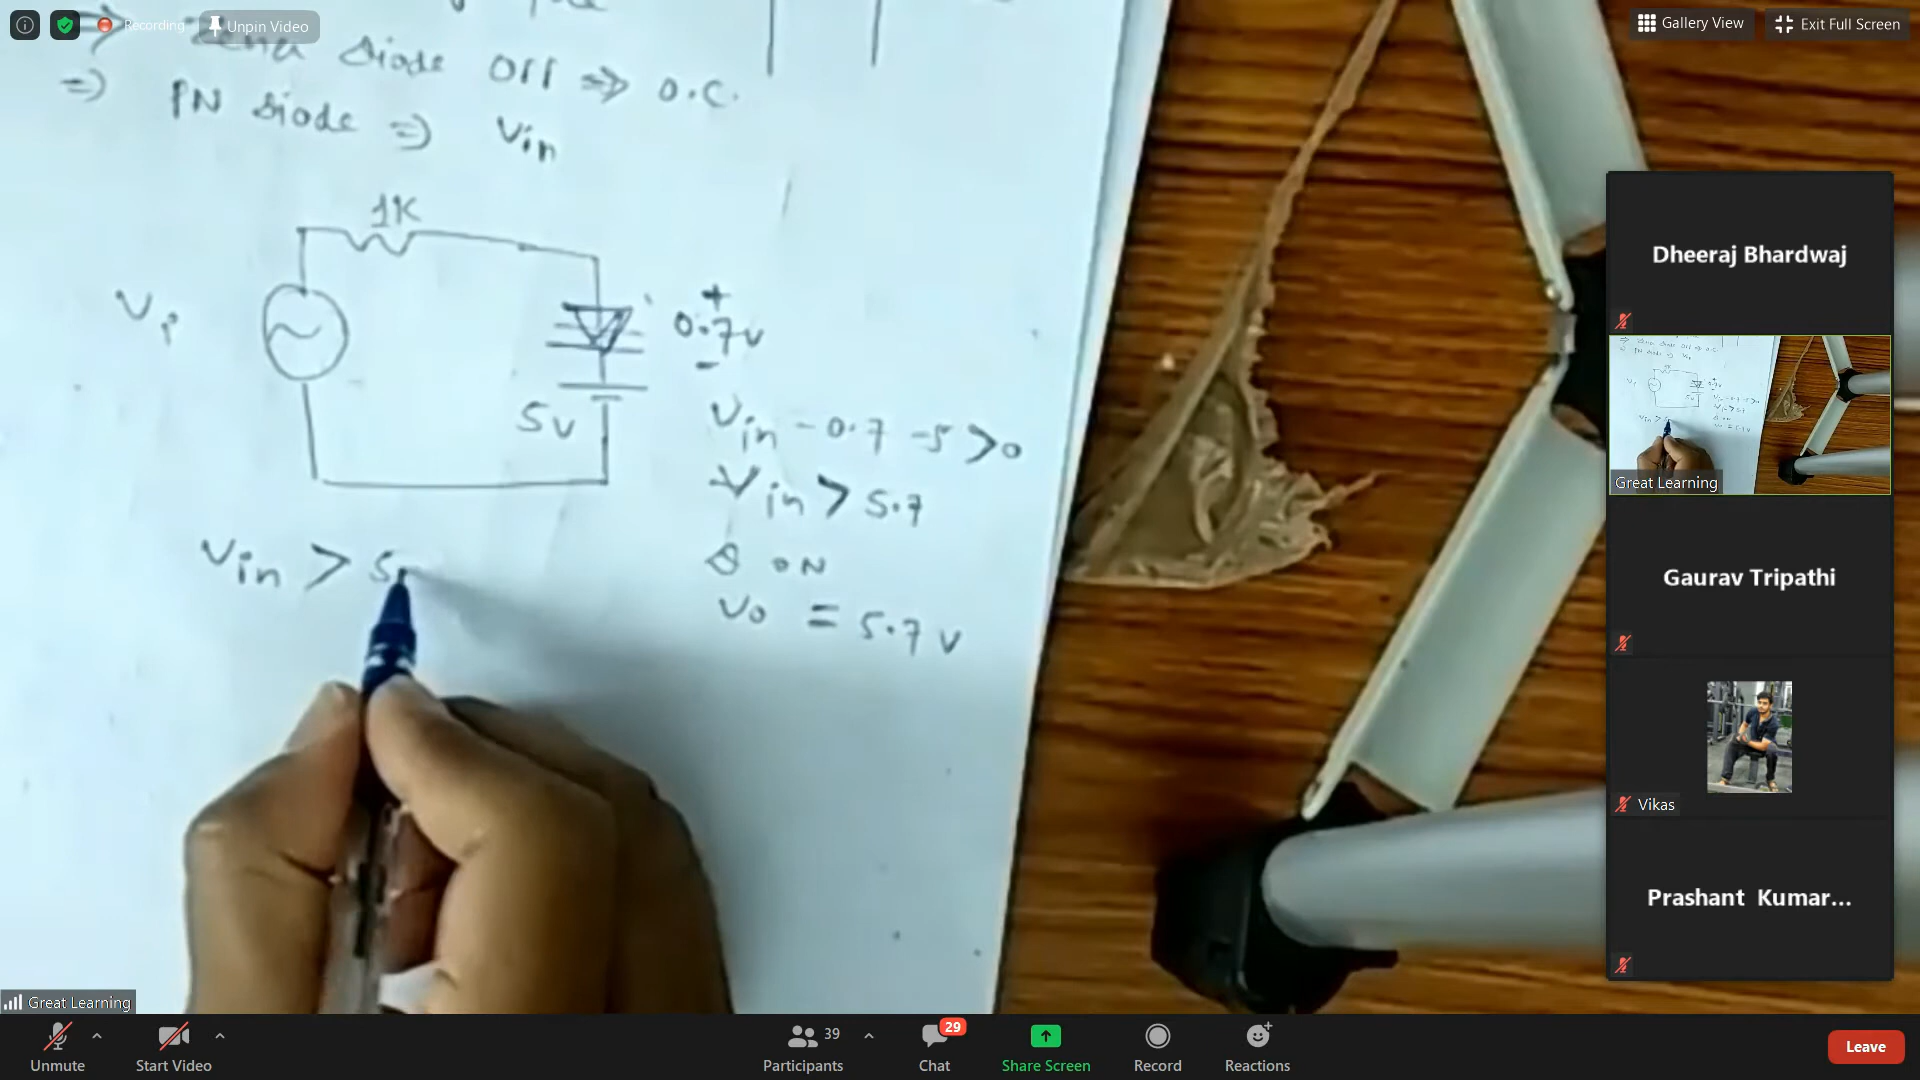 Recording
Unpin Video
Gallery View
Exit Full Screen
diode Off => O.C.
=> PN diode => Vin
1K
Vi
+
0.7v
-
5v
Vin - 0.7 - 5 > 0
Vin > 5.7
ON
Vo = 5.7 v
Vin > 5.
Dheeraj Bhardwaj
Great Learning
Gaurav Tripathi
Vikas
Prashant Kumar...
Great Learning
Unmute
Start Video
39
Participants
29
Chat
Share Screen
Record
Reactions
Leave